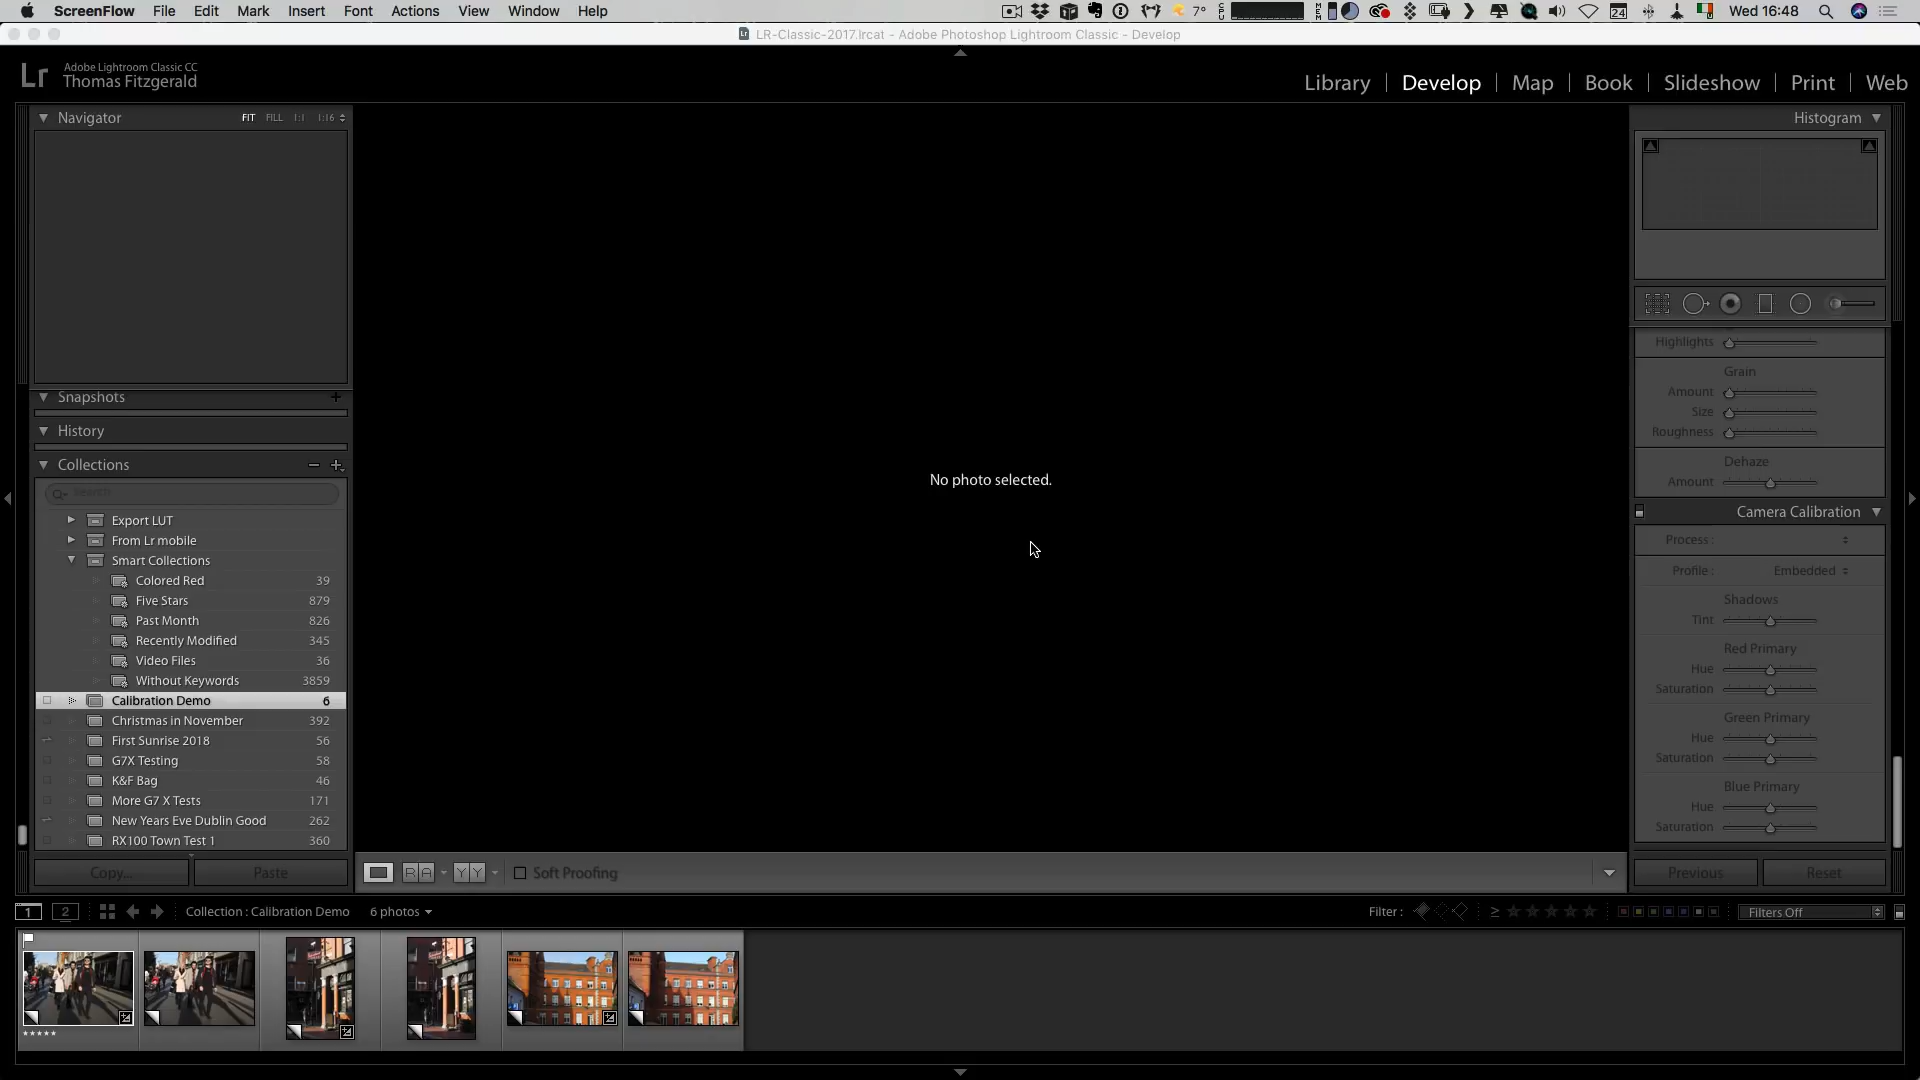 ScreenFlow File Edit Mark Insert Font Actions View Window Help 7° CPU MEM 24 Wed 16:48
LR-Classic-2017.lrcat - Adobe Photoshop Lightroom Classic - Develop
Lr
Adobe Lightroom Classic CC
Thomas Fitzgerald
Library | Develop | Map | Book | Slideshow | Print | Web
Navigator FIT FILL 1:1 1:16
Histogram
Snapshots
History
Collections
Search
Export LUT
From Lr mobile
Smart Collections
Colored Red 39
Five Stars 879
Past Month 826
Recently Modified 345
Video Files 36
Without Keywords 3859
Calibration Demo 6
Christmas in November 392
First Sunrise 2018 56
G7X Testing 58
K&F Bag 46
More G7 X Tests 171
New Years Eve Dublin Good 262
RX100 Town Test 1 360
Copy... Paste
No photo selected.
Highlights
Grain
Amount
Size
Roughness
Dehaze
Amount
Camera Calibration
Process :
Profile : Embedded
Shadows
Tint
Red Primary
Hue
Saturation
Green Primary
Hue
Saturation
Blue Primary
Hue
Saturation
R A Y Y Soft Proofing
Previous Reset
1 2 Collection : Calibration Demo 6 photos
Filter : ≥ Filters Off